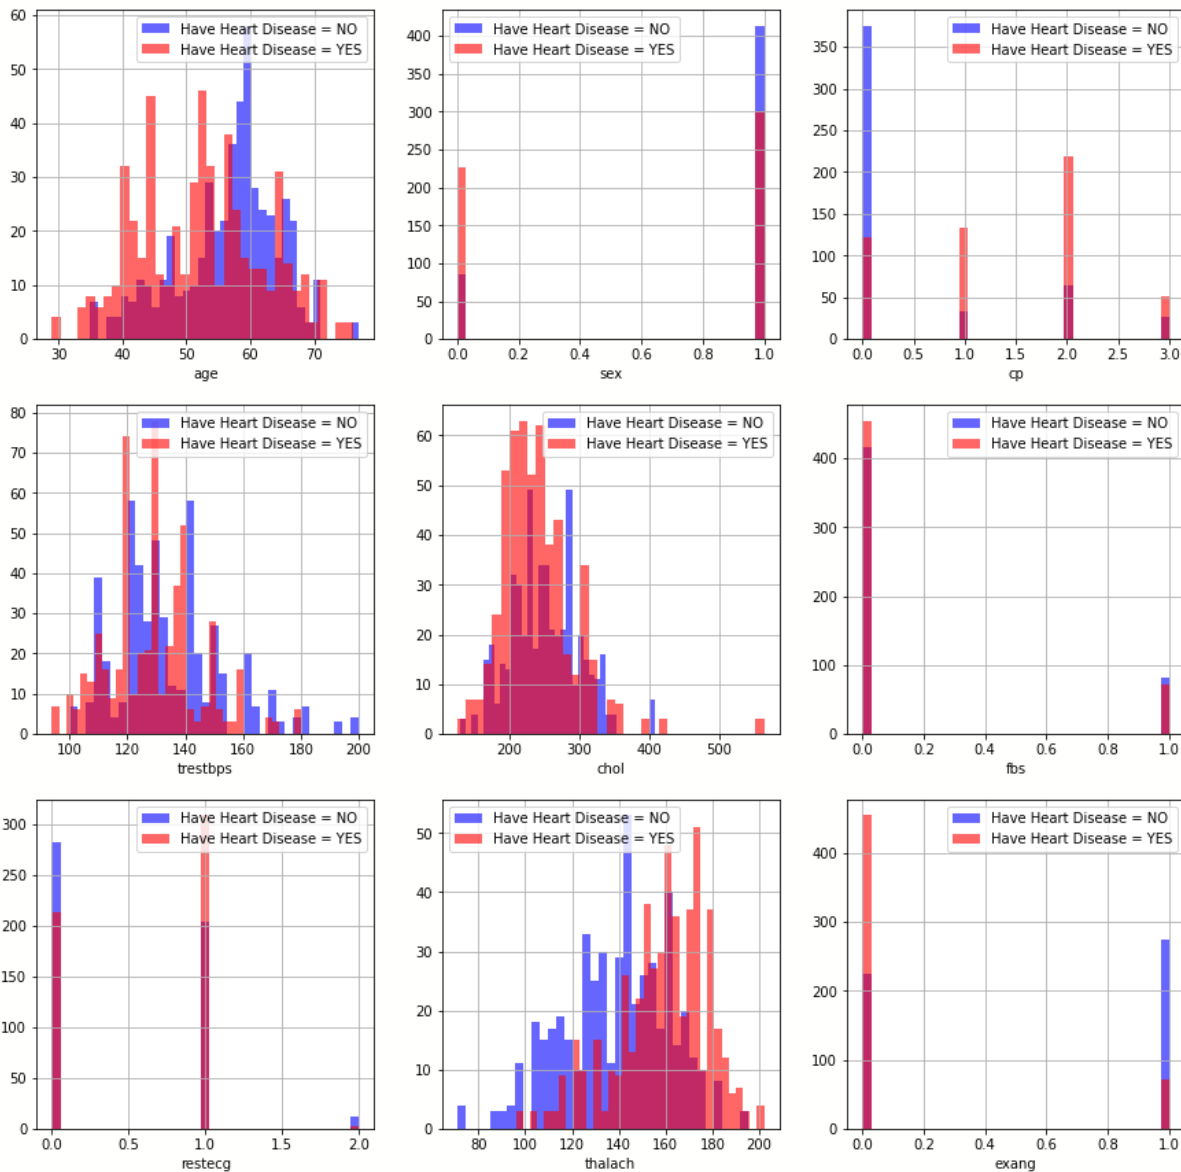 Have Heart Disease = NO
Have Heart Disease = YES
60
50
40
30
20
10
0
30 40 50 60 70
age
Have Heart Disease = NO
Have Heart Disease = YES
400
350
300
250
200
150
100
50
0
0.0 0.2 0.4 0.6 0.8 1.0
sex
Have Heart Disease = NO
Have Heart Disease = YES
350
300
250
200
150
100
50
0
0.0 0.5 1.0 1.5 2.0 2.5 3.0
cp
Have Heart Disease = NO
Have Heart Disease = YES
80
70
60
50
40
30
20
10
0
100 120 140 160 180 200
trestbps
Have Heart Disease = NO
Have Heart Disease = YES
60
50
40
30
20
10
0
200 300 400 500
chol
Have Heart Disease = NO
Have Heart Disease = YES
400
300
200
100
0
0.0 0.2 0.4 0.6 0.8 1.0
fbs
Have Heart Disease = NO
Have Heart Disease = YES
300
250
200
150
100
50
0
0.0 0.5 1.0 1.5 2.0
restecg
Have Heart Disease = NO
Have Heart Disease = YES
50
40
30
20
10
0
80 100 120 140 160 180 200
thalach
Have Heart Disease = NO
Have Heart Disease = YES
400
300
200
100
0
0.0 0.2 0.4 0.6 0.8 1.0
exang